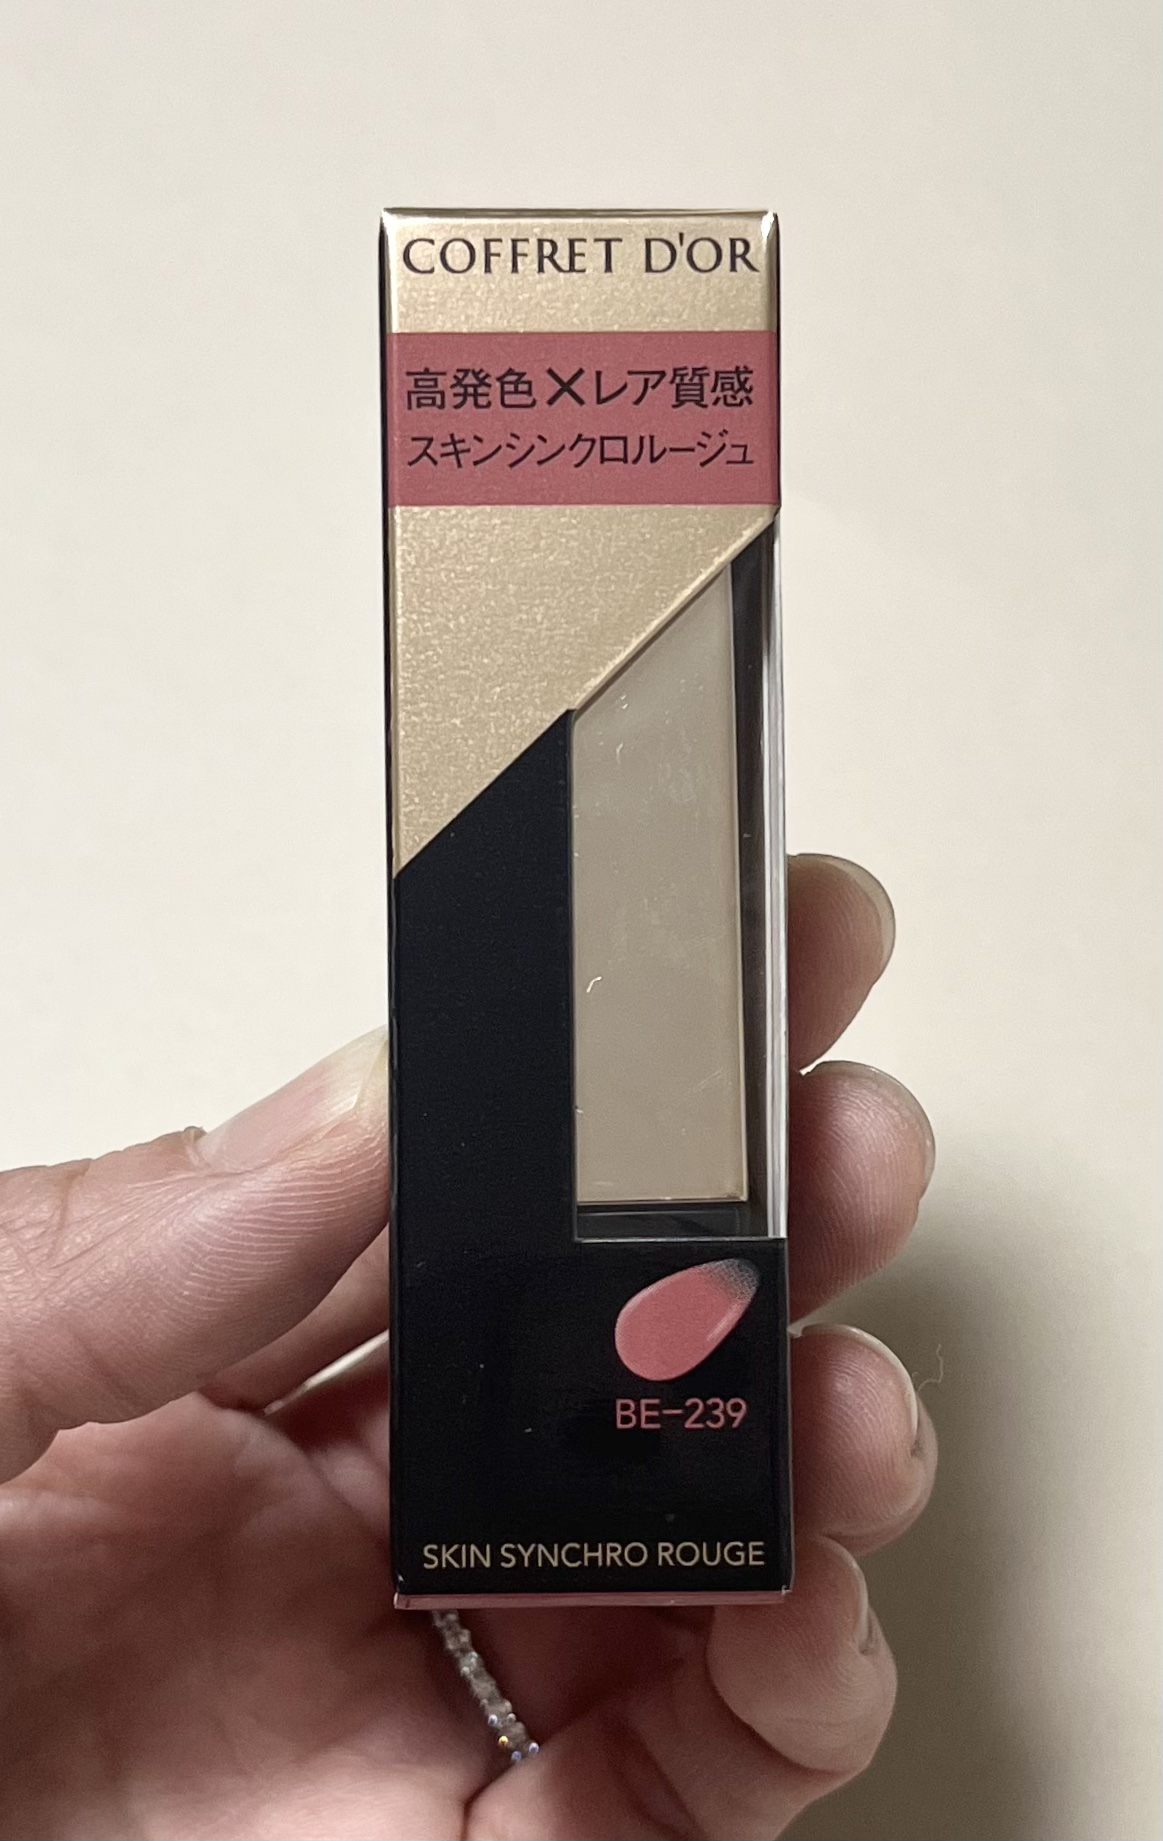 COFFRET D'OR
高発色×レア質感
スキンシンクロルージュ
BE-239
SKIN SYNCHRO ROUGE